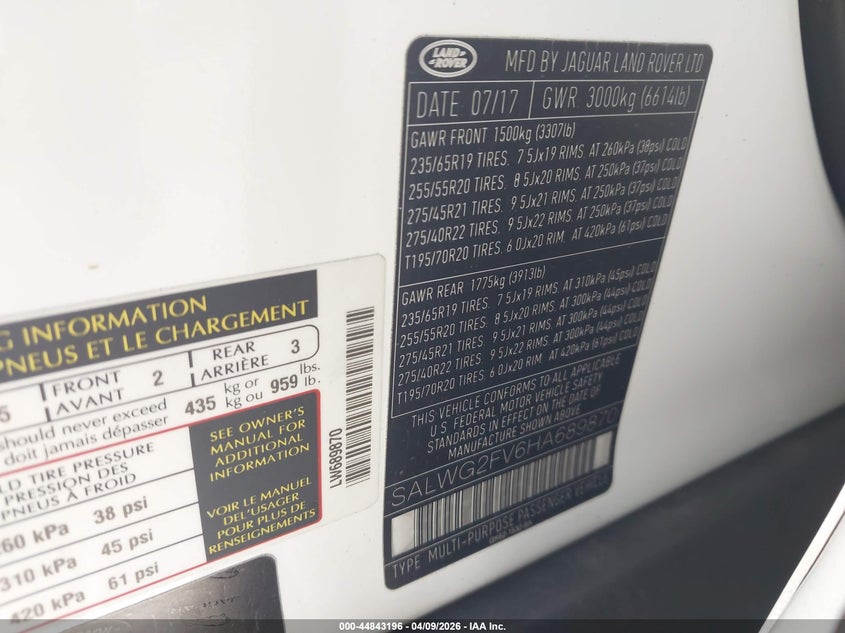 LAND ROVER
MFD BY JAGUAR LAND ROVER LTD
DATE 07/17
GWR 3000kg (6614lb)
GAWR FRONT 1500kg (3307lb)
235/65R19 TIRES. 7 5Jx19 RIMS. AT 260kPa (38psi) COLD
255/55R20 TIRES. 8 5Jx20 RIMS. AT 250kPa (37psi) COLD
275/45R21 TIRES. 9 5Jx21 RIMS. AT 250kPa (37psi) COLD
275/40R22 TIRES. 9 5Jx22 RIMS. AT 250kPa (37psi) COLD
T195/70R20 TIRES. 6 0Jx20 RIM. AT 420kPa (61psi) COLD
GAWR REAR 1775kg (3913lb)
235/65R19 TIRES. 7 5Jx19 RIMS. AT 310kPa (45psi) COLD
255/55R20 TIRES. 8 5Jx20 RIMS. AT 300kPa (44psi) COLD
275/45R21 TIRES. 9 5Jx21 RIMS. AT 300kPa (44psi) COLD
275/40R22 TIRES. 9 5Jx22 RIMS. AT 300kPa (44psi) COLD
T195/70R20 TIRES. 6 0Jx20 RIM. AT 420kPa (61psi) COLD
THIS VEHICLE CONFORMS TO ALL APPLICABLE
U.S. FEDERAL MOTOR VEHICLE SAFETY
STANDARDS IN EFFECT ON THE DATE OF
MANUFACTURE SHOWN ABOVE
SALWG2FV6HA689870
TYPE MULTI-PURPOSE PASSENGER VEHICLE
G INFORMATION
PNEUS ET LE CHARGEMENT
5
FRONT
AVANT 2
REAR
ARRIÈRE 3
should never exceed
doit jamais dépasser
435 kg or
kg ou 959 lbs.
lb.
D TIRE PRESSURE
PRESSION DES
PNEUS À FROID
260 kPa 38 psi
310 kPa 45 psi
420 kPa 61 psi
SEE OWNER'S
MANUAL FOR
ADDITIONAL
INFORMATION
VOIR LE MANUEL
DEL'USAGER
POUR PLUS DE
RENSEIGNEMENTS
LW689870
000-44843196 - 04/09/2026 - IAA Inc.
Copyright © 2026 IAA, Inc.